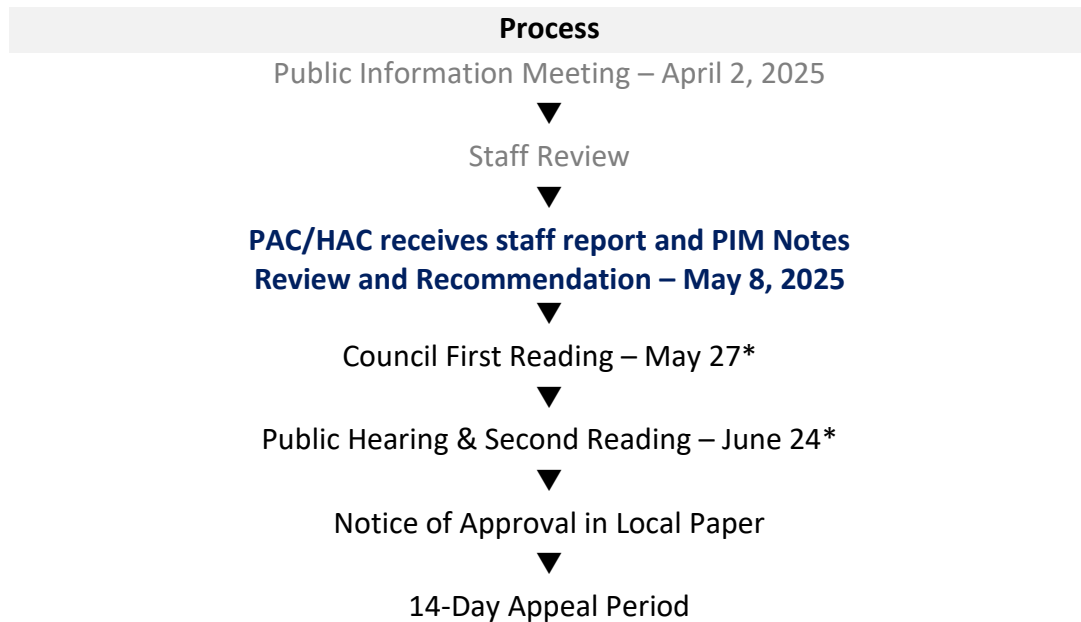 Process
Public Information Meeting – April 2, 2025
Staff Review
PAC/HAC receives staff report and PIM Notes
Review and Recommendation – May 8, 2025
Council First Reading – May 27*
Public Hearing & Second Reading – June 24*
Notice of Approval in Local Paper
14-Day Appeal Period